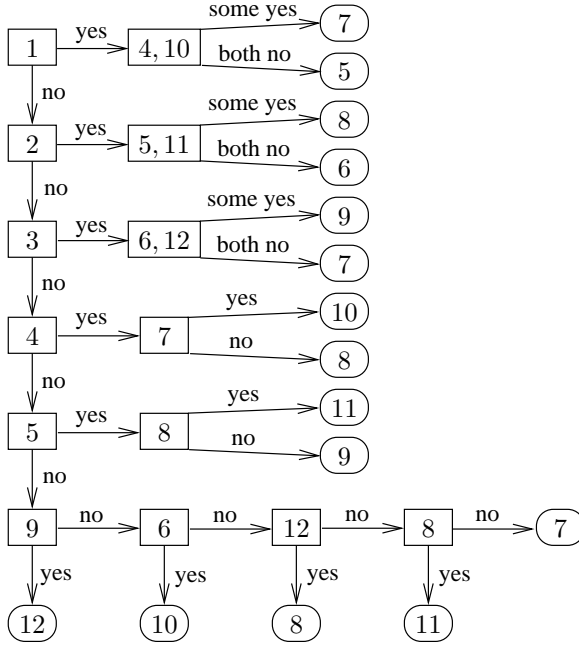 some yes
1 yes 4, 10 7
both no
no 5
some yes
2 yes 5, 11 8
both no
no 6
some yes
3 yes 6, 12 9
both no
no 7
yes
4 yes 7 10
no
no 8
yes
5 yes 8 11
no
no 9
9 no 6 no 12 no 8 no 7
yes yes yes yes
12 10 8 11